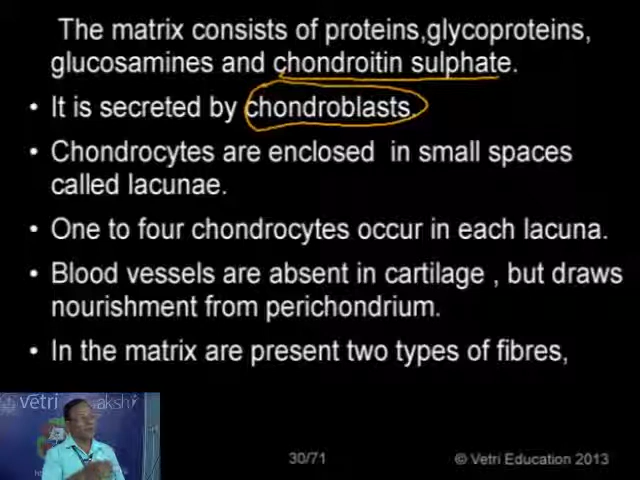 The matrix consists of proteins,glycoproteins,
glucosamines and chondroitin sulphate.
• It is secreted by chondroblasts.
• Chondrocytes are enclosed in small spaces
called lacunae.
• One to four chondrocytes occur in each lacuna.
• Blood vessels are absent in cartilage , but draws
nourishment from perichondrium.
• In the matrix are present two types of fibres,
vetri
30/71
© Vetri Education 2013